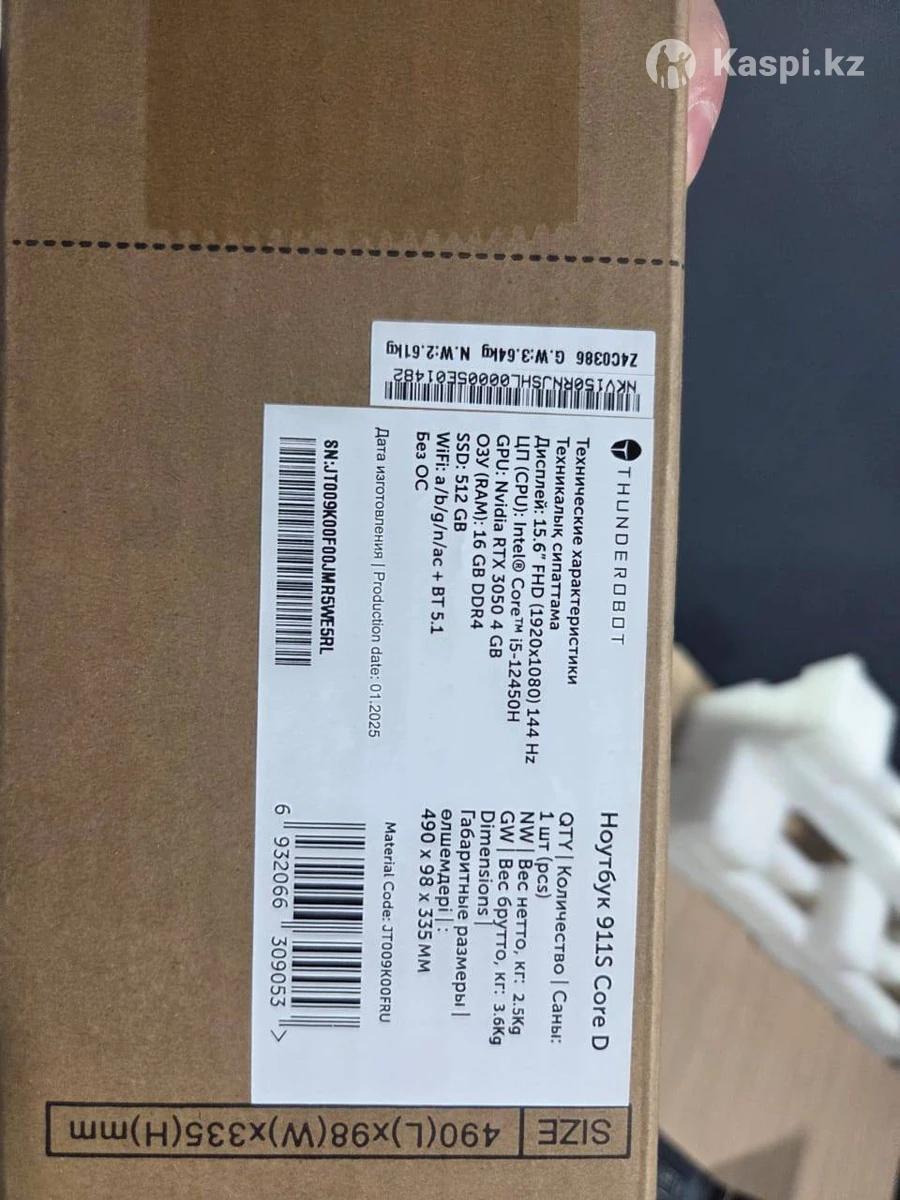 Kaspi.kz
Z4C0386 G.W:3.64kg N.W:2.61kg
NKV150RNJSHL00005E01482
THUNDEROBOT
Технические характеристики
Техникалық сипаттама
Дисплей: 15.6" FHD (1920x1080) 144 Hz
ЦП (CPU): Intel® Core™ i5-12450H
GPU: Nvidia RTX 3050 4 GB
ОЗУ (RAM): 16 GB DDR4
SSD: 512 GB
WiFi: a/b/g/n/ac + BT 5.1
Без ОС
Дата изготовления | Production date: 01.2025
SN:JT009K00F00JMR5WE5RL
Ноутбук 911S Core D
QTY | Количество | Саны:
1 шт (pcs)
NW | Вес нетто, кг: 2.5Kg
GW | Вес брутто, кг: 3.6Kg
Dimensions |
Габаритные размеры |
өлшемдері | :
490 x 98 x 335 мм
Material Code: JT009K00FRU
6 932066 309053 >
SIZE 490(L)x98(W)x335(H)mm